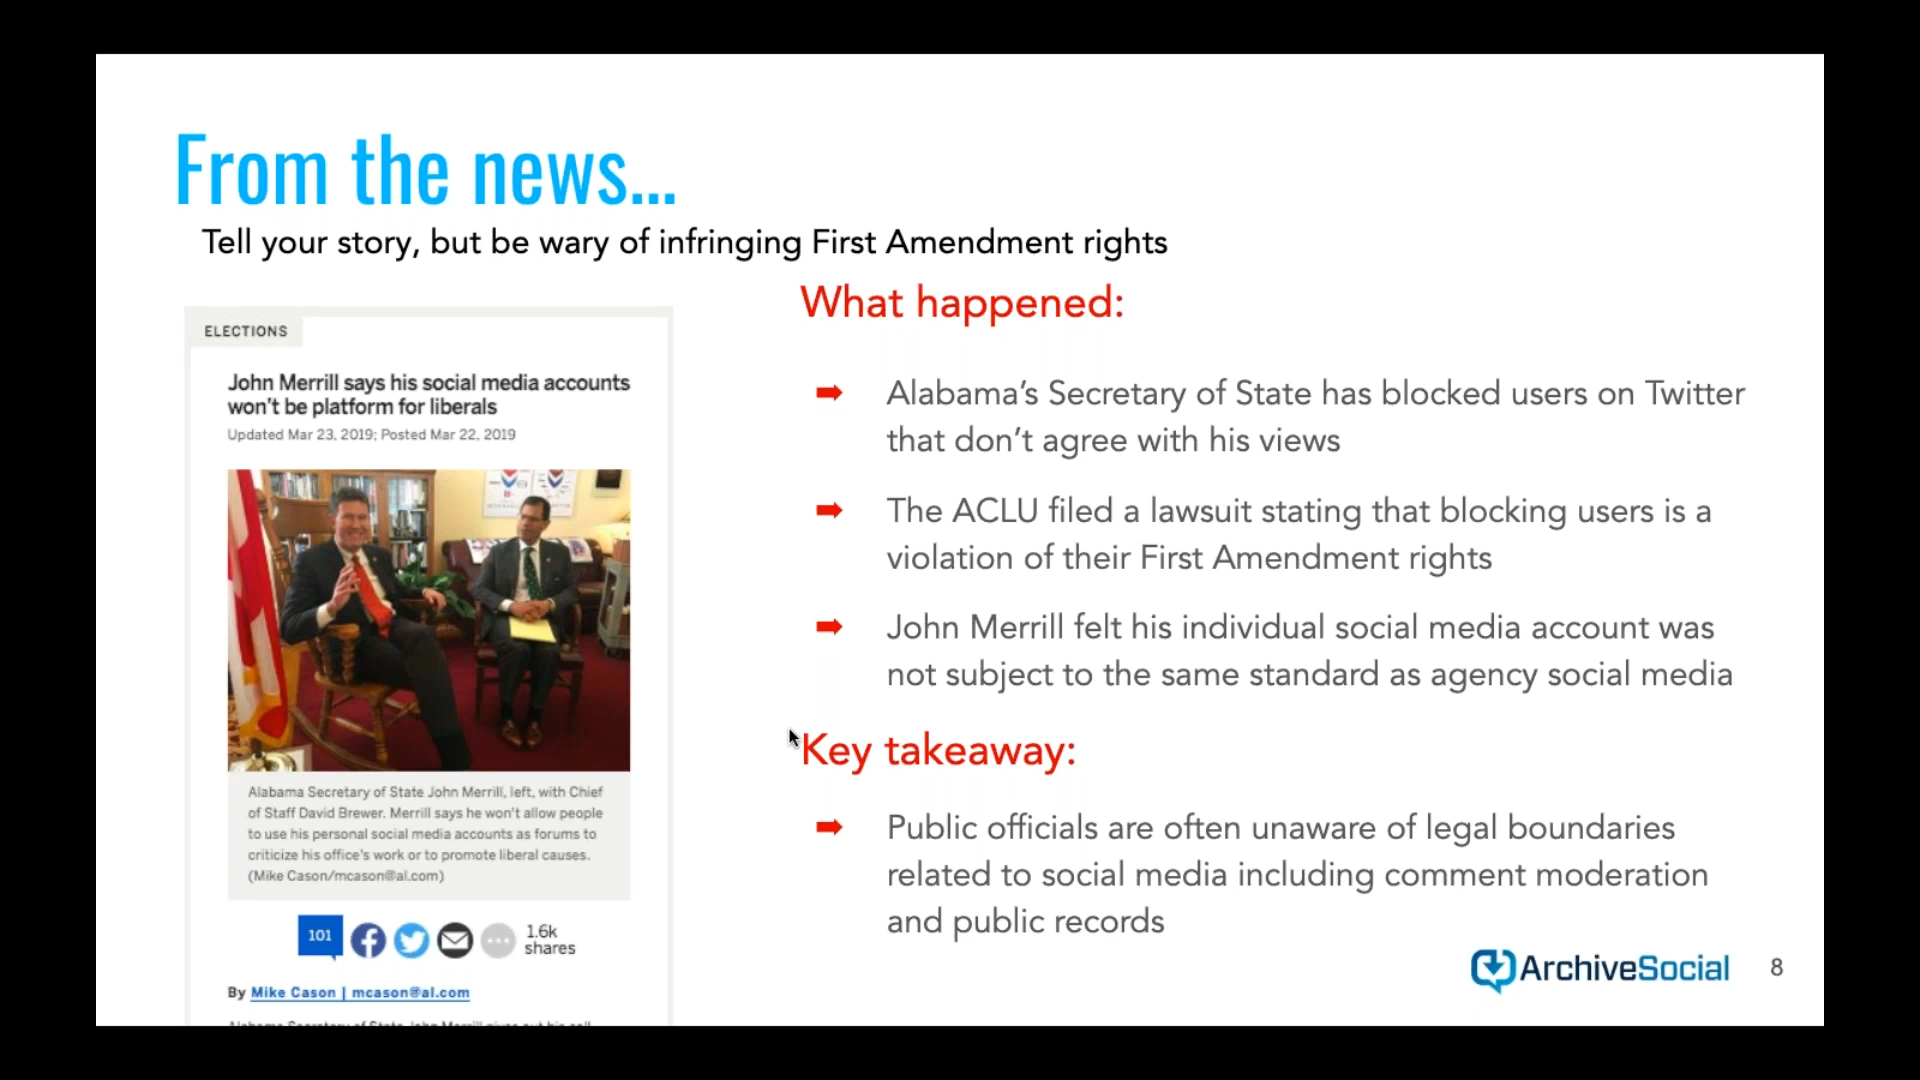 From the news...
Tell your story, but be wary of infringing First Amendment rights
ELECTIONS
John Merrill says his social media accounts
won't be platform for liberals
Updated Mar 23, 2019; Posted Mar 22, 2019
Alabama Secretary of State John Merrill, left, with Chief
of Staff David Brewer. Merrill says he won't allow people
to use his personal social media accounts as forums to
criticize his office's work or to promote liberal causes.
(Mike Cason/mcason@al.com)
101
1.6k
shares
By Mike Cason | mcason@al.com
What happened:
Alabama’s Secretary of State has blocked users on Twitter
that don’t agree with his views
The ACLU filed a lawsuit stating that blocking users is a
violation of their First Amendment rights
John Merrill felt his individual social media account was
not subject to the same standard as agency social media
Key takeaway:
Public officials are often unaware of legal boundaries
related to social media including comment moderation
and public records
ArchiveSocial
8